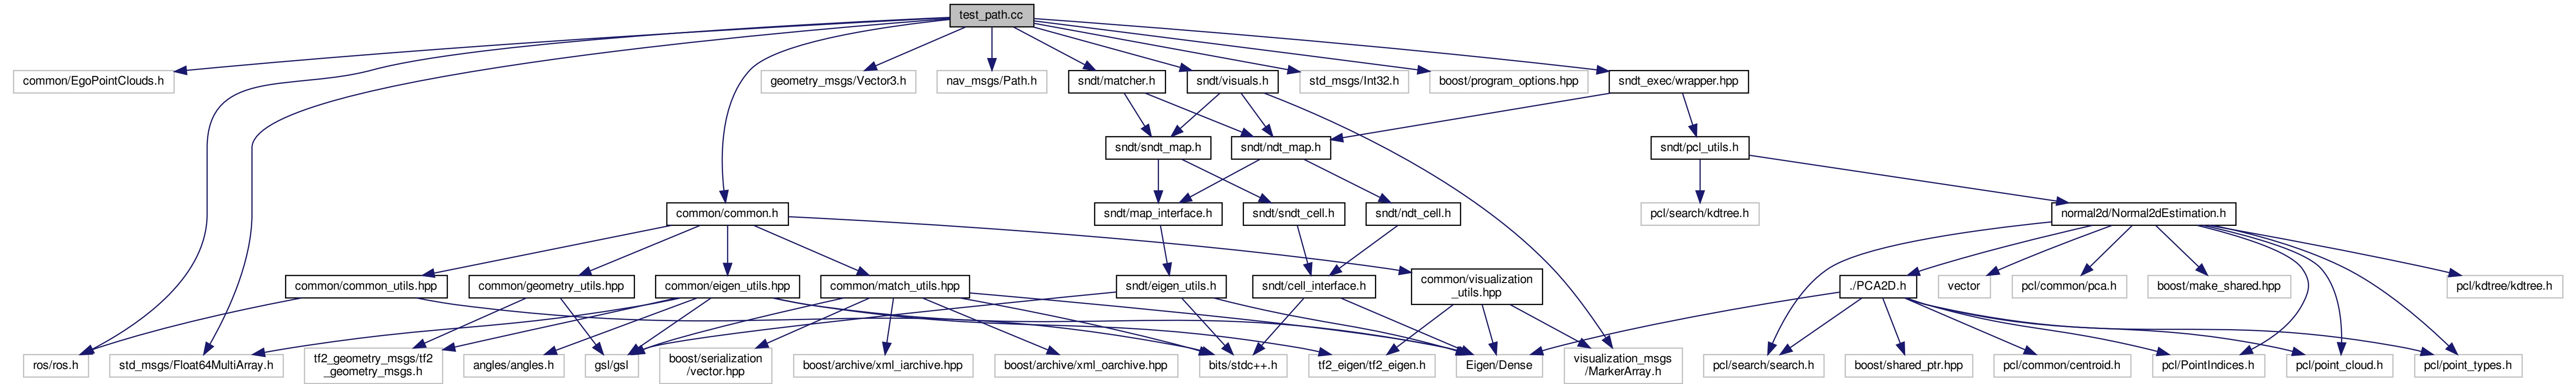 test_path.cc
common/EgoPointClouds.h
geometry_msgs/Vector3.h
nav_msgs/Path.h
sndt/matcher.h
sndt/visuals.h
std_msgs/Int32.h
boost/program_options.hpp
sndt_exec/wrapper.hpp
sndt/sndt_map.h
sndt/ndt_map.h
sndt/pcl_utils.h
common/common.h
sndt/map_interface.h
sndt/sndt_cell.h
sndt/ndt_cell.h
pcl/search/kdtree.h
normal2d/Normal2dEstimation.h
common/common_utils.hpp
common/geometry_utils.hpp
common/eigen_utils.hpp
common/match_utils.hpp
sndt/eigen_utils.h
sndt/cell_interface.h
common/visualization
_utils.hpp
./PCA2D.h
vector
pcl/common/pca.h
boost/make_shared.hpp
pcl/kdtree/kdtree.h
ros/ros.h
std_msgs/Float64MultiArray.h
tf2_geometry_msgs/tf2
_geometry_msgs.h
angles/angles.h
gsl/gsl
boost/serialization
/vector.hpp
boost/archive/xml_iarchive.hpp
boost/archive/xml_oarchive.hpp
bits/stdc++.h
tf2_eigen/tf2_eigen.h
Eigen/Dense
visualization_msgs
/MarkerArray.h
pcl/search/search.h
boost/shared_ptr.hpp
pcl/common/centroid.h
pcl/PointIndices.h
pcl/point_cloud.h
pcl/point_types.h